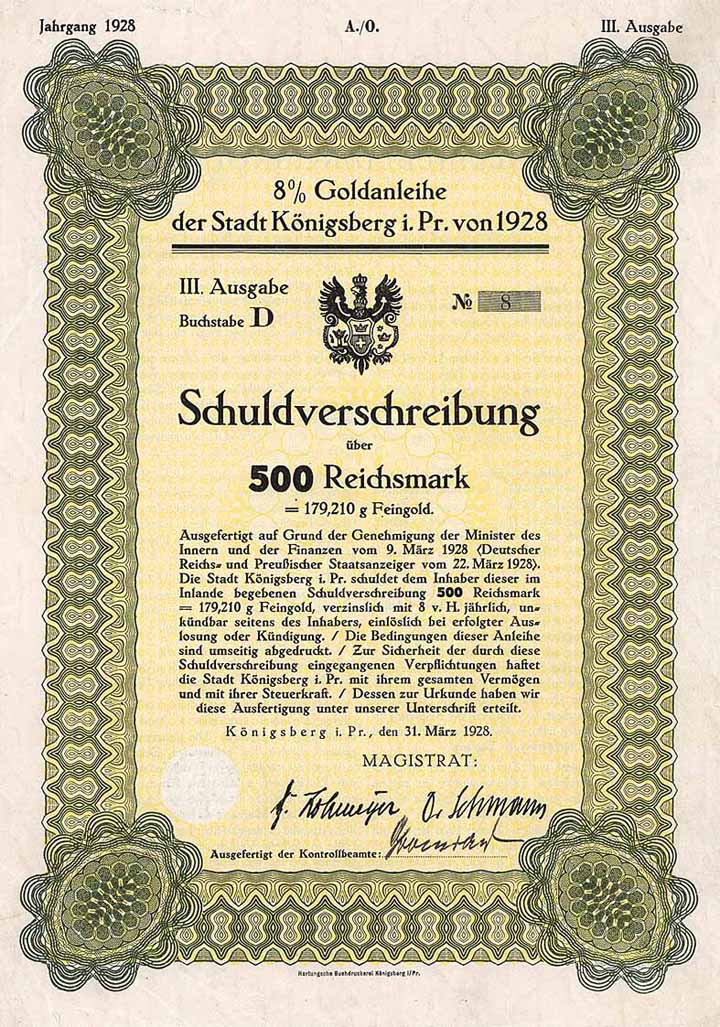 Jahrgang 1928 A./O. III. Ausgabe
8% Goldanleihe
der Stadt Königsberg i. Pr. von 1928
III. Ausgabe
Buchstabe D
№ 8
Schuldverschreibung
über
500 Reichsmark
= 179,210 g Feingold.
Ausgefertigt auf Grund der Genehmigung der Minister des
Innern und der Finanzen vom 9. März 1928 (Deutscher
Reichs- und Preußischer Staatsanzeiger vom 22. März 1928).
Die Stadt Königsberg i. Pr. schuldet dem Inhaber dieser im
Inlande begebenen Schuldverschreibung 500 Reichsmark
= 179,210 g Feingold, verzinslich mit 8 v. H. jährlich, un-
kündbar seitens des Inhabers, einlöslich bei erfolgter Aus-
losung oder Kündigung. / Die Bedingungen dieser Anleihe
sind umseitig abgedruckt. / Zur Sicherheit der durch diese
Schuldverschreibung eingegangenen Verpflichtungen haftet
die Stadt Königsberg i. Pr. mit ihrem gesamten Vermögen
und mit ihrer Steuerkraft. / Dessen zur Urkunde haben wir
diese Ausfertigung unter unserer Unterschrift erteilt.
Königsberg i. Pr., den 31. März 1928.
MAGISTRAT:
Lohmeyer
Ausgefertigt der Kontrollbeamte:
Hartungsche Buchdruckerei Königsberg i/Pr.